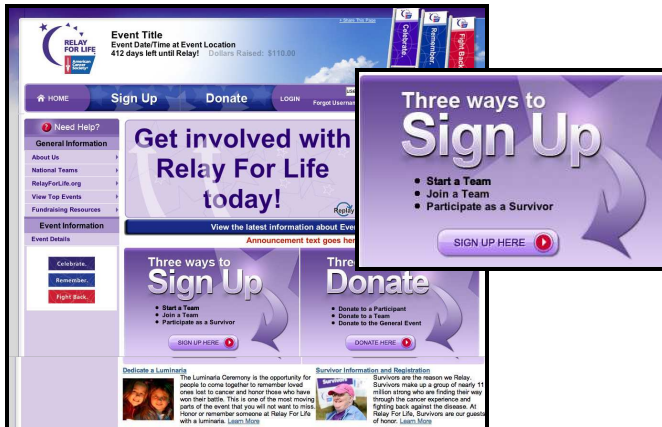 < Share This Page
RELAY
FOR LIFE
American
Cancer
Society
Event Title
Event Date/Time at Event Location
412 days left until Relay! Dollars Raised: $110.00
Celebrate.
Remember.
Fight Back.
HOME
Sign Up
Donate
LOGIN
Forgot Usernam
? Need Help?
General Information
About Us
National Teams
RelayForLife.org
View Top Events
Fundraising Resources
Event Information
Event Details
Celebrate.
Remember.
Fight Back.
Get involved with
Relay For Life
today!
Replay
View the latest information about Eve
Announcement text goes her
Three ways to
Sign Up
• Start a Team
• Join a Team
• Participate as a Survivor
SIGN UP HERE
Thre
Donate
• Donate to a Participant
• Donate to a Team
• Donate to the General Event
DONATE HERE
Three ways to
Sign Up
• Start a Team
• Join a Team
• Participate as a Survivor
SIGN UP HERE
Dedicate a Luminaria
The Luminaria Ceremony is the opportunity for
people to come together to remember loved
ones lost to cancer and honor those who have
won their battle. This is one of the most moving
parts of the event that you will not want to miss.
Honor or remember someone at Relay For Life
with a luminaria. Learn More
Survivor Information and Registration
Survivors are the reason we Relay.
Survivors make up a group of nearly 11
million strong who are finding their way
through the cancer experience and
fighting back against the disease. At
Relay For Life, Survivors are our guests
of honor. Learn More